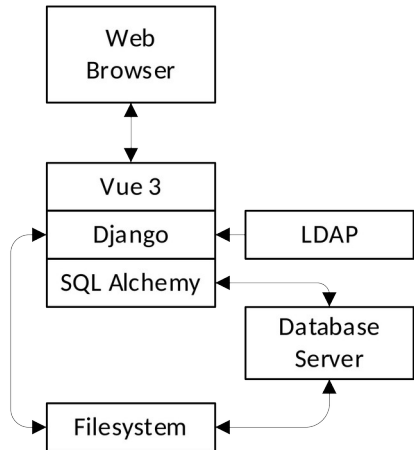 Web
Browser
Vue 3
Django
LDAP
SQL Alchemy
Database
Server
Filesystem